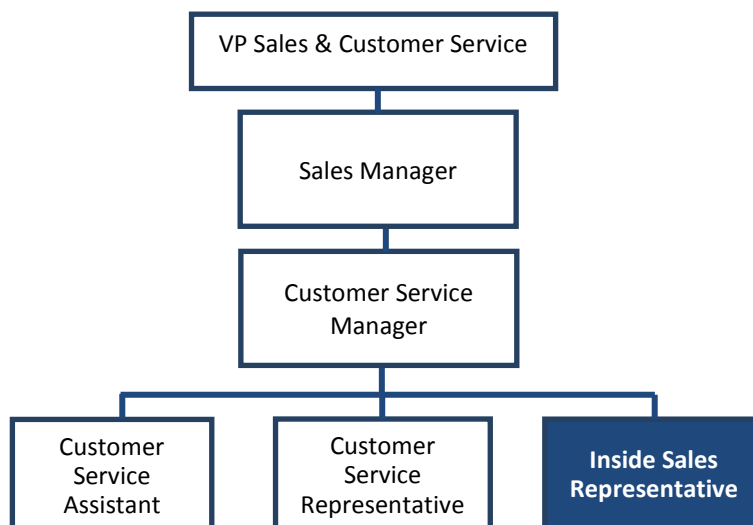 VP Sales & Customer Service
Sales Manager
Customer Service
Manager
Customer
Service
Assistant
Customer
Service
Representative
Inside Sales
Representative